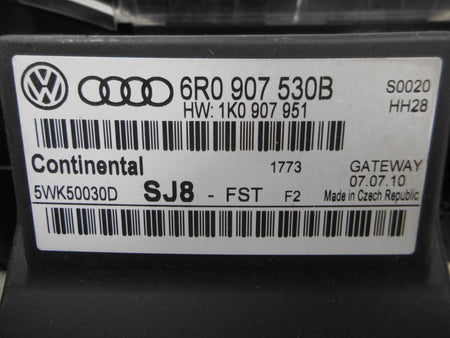 6R0 907 530B
HW: 1K0 907 951
S0020
HH28
Continental
1773
GATEWAY
5WK50030D
SJ8 - FST F2
07.07.10
Made in Czech Republic